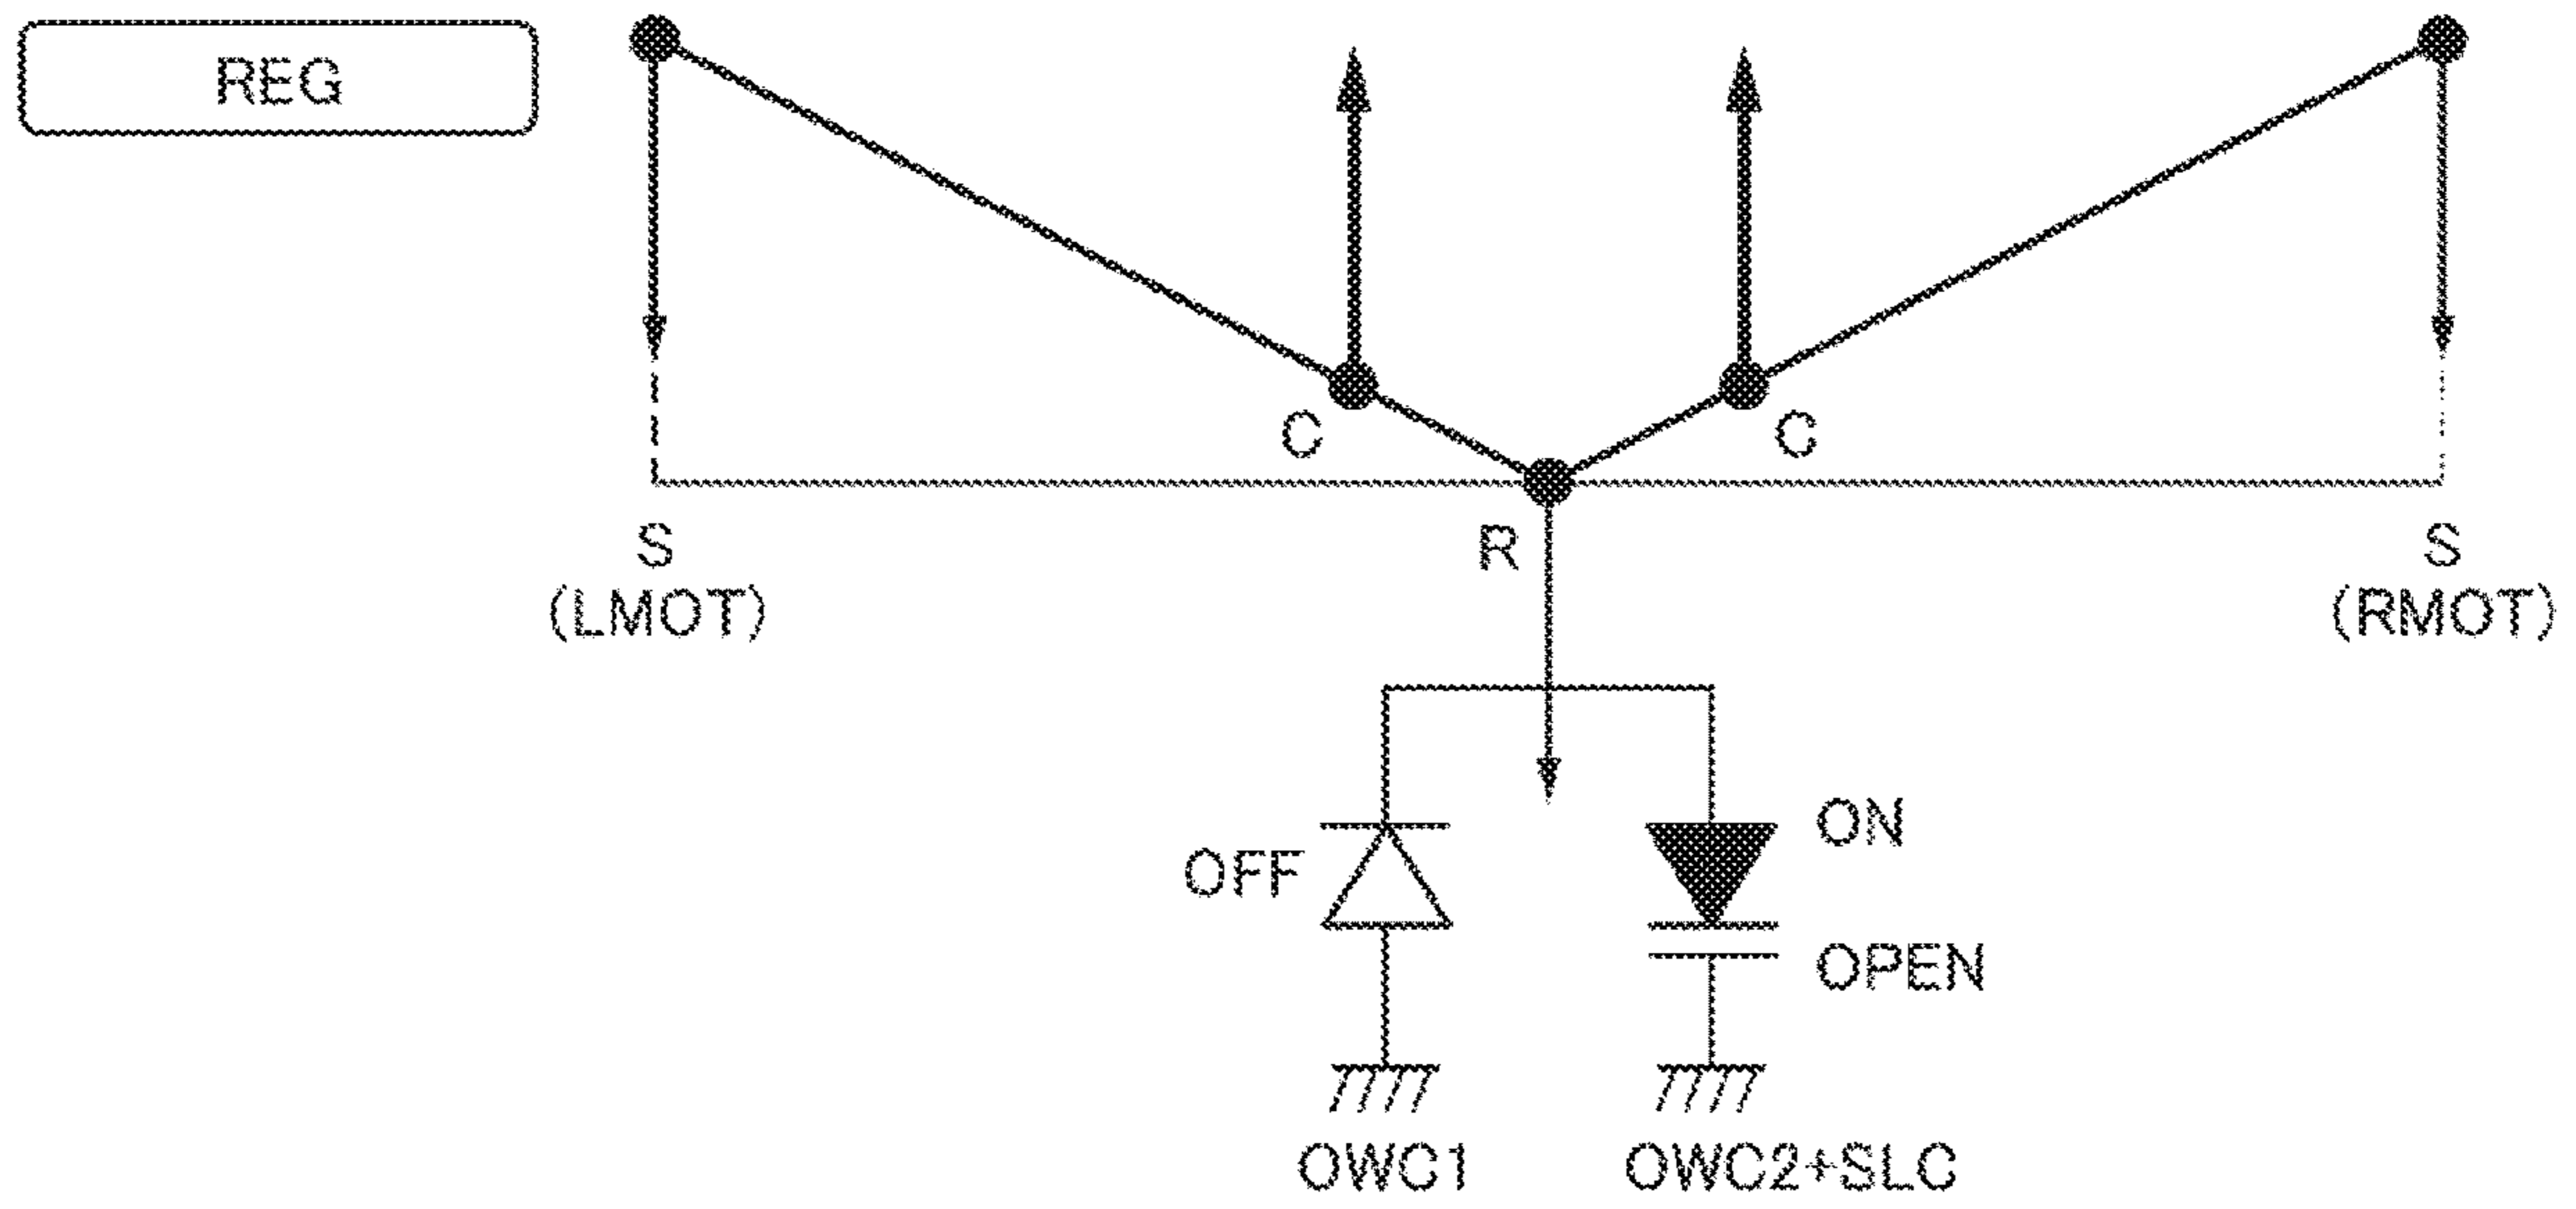 REG
C
C
S
R
S
(LMOT)
(RMOT)
ON
OFF
OPEN
OWC1
OWC2+SLC